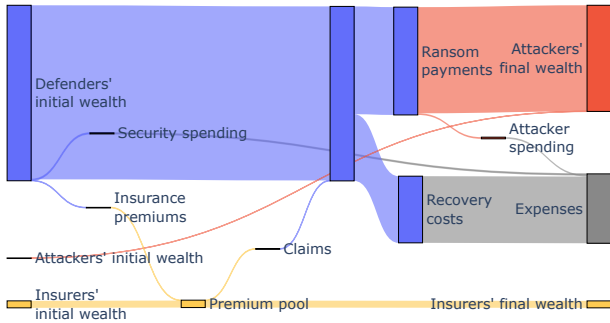 Defenders'
initial wealth
Security spending
Insurance
premiums
Attackers' initial wealth
Insurers'
initial wealth
Premium pool
Claims
Ransom
payments
Recovery
costs
Attackers'
final wealth
Attacker
spending
Expenses
Insurers' final wealth